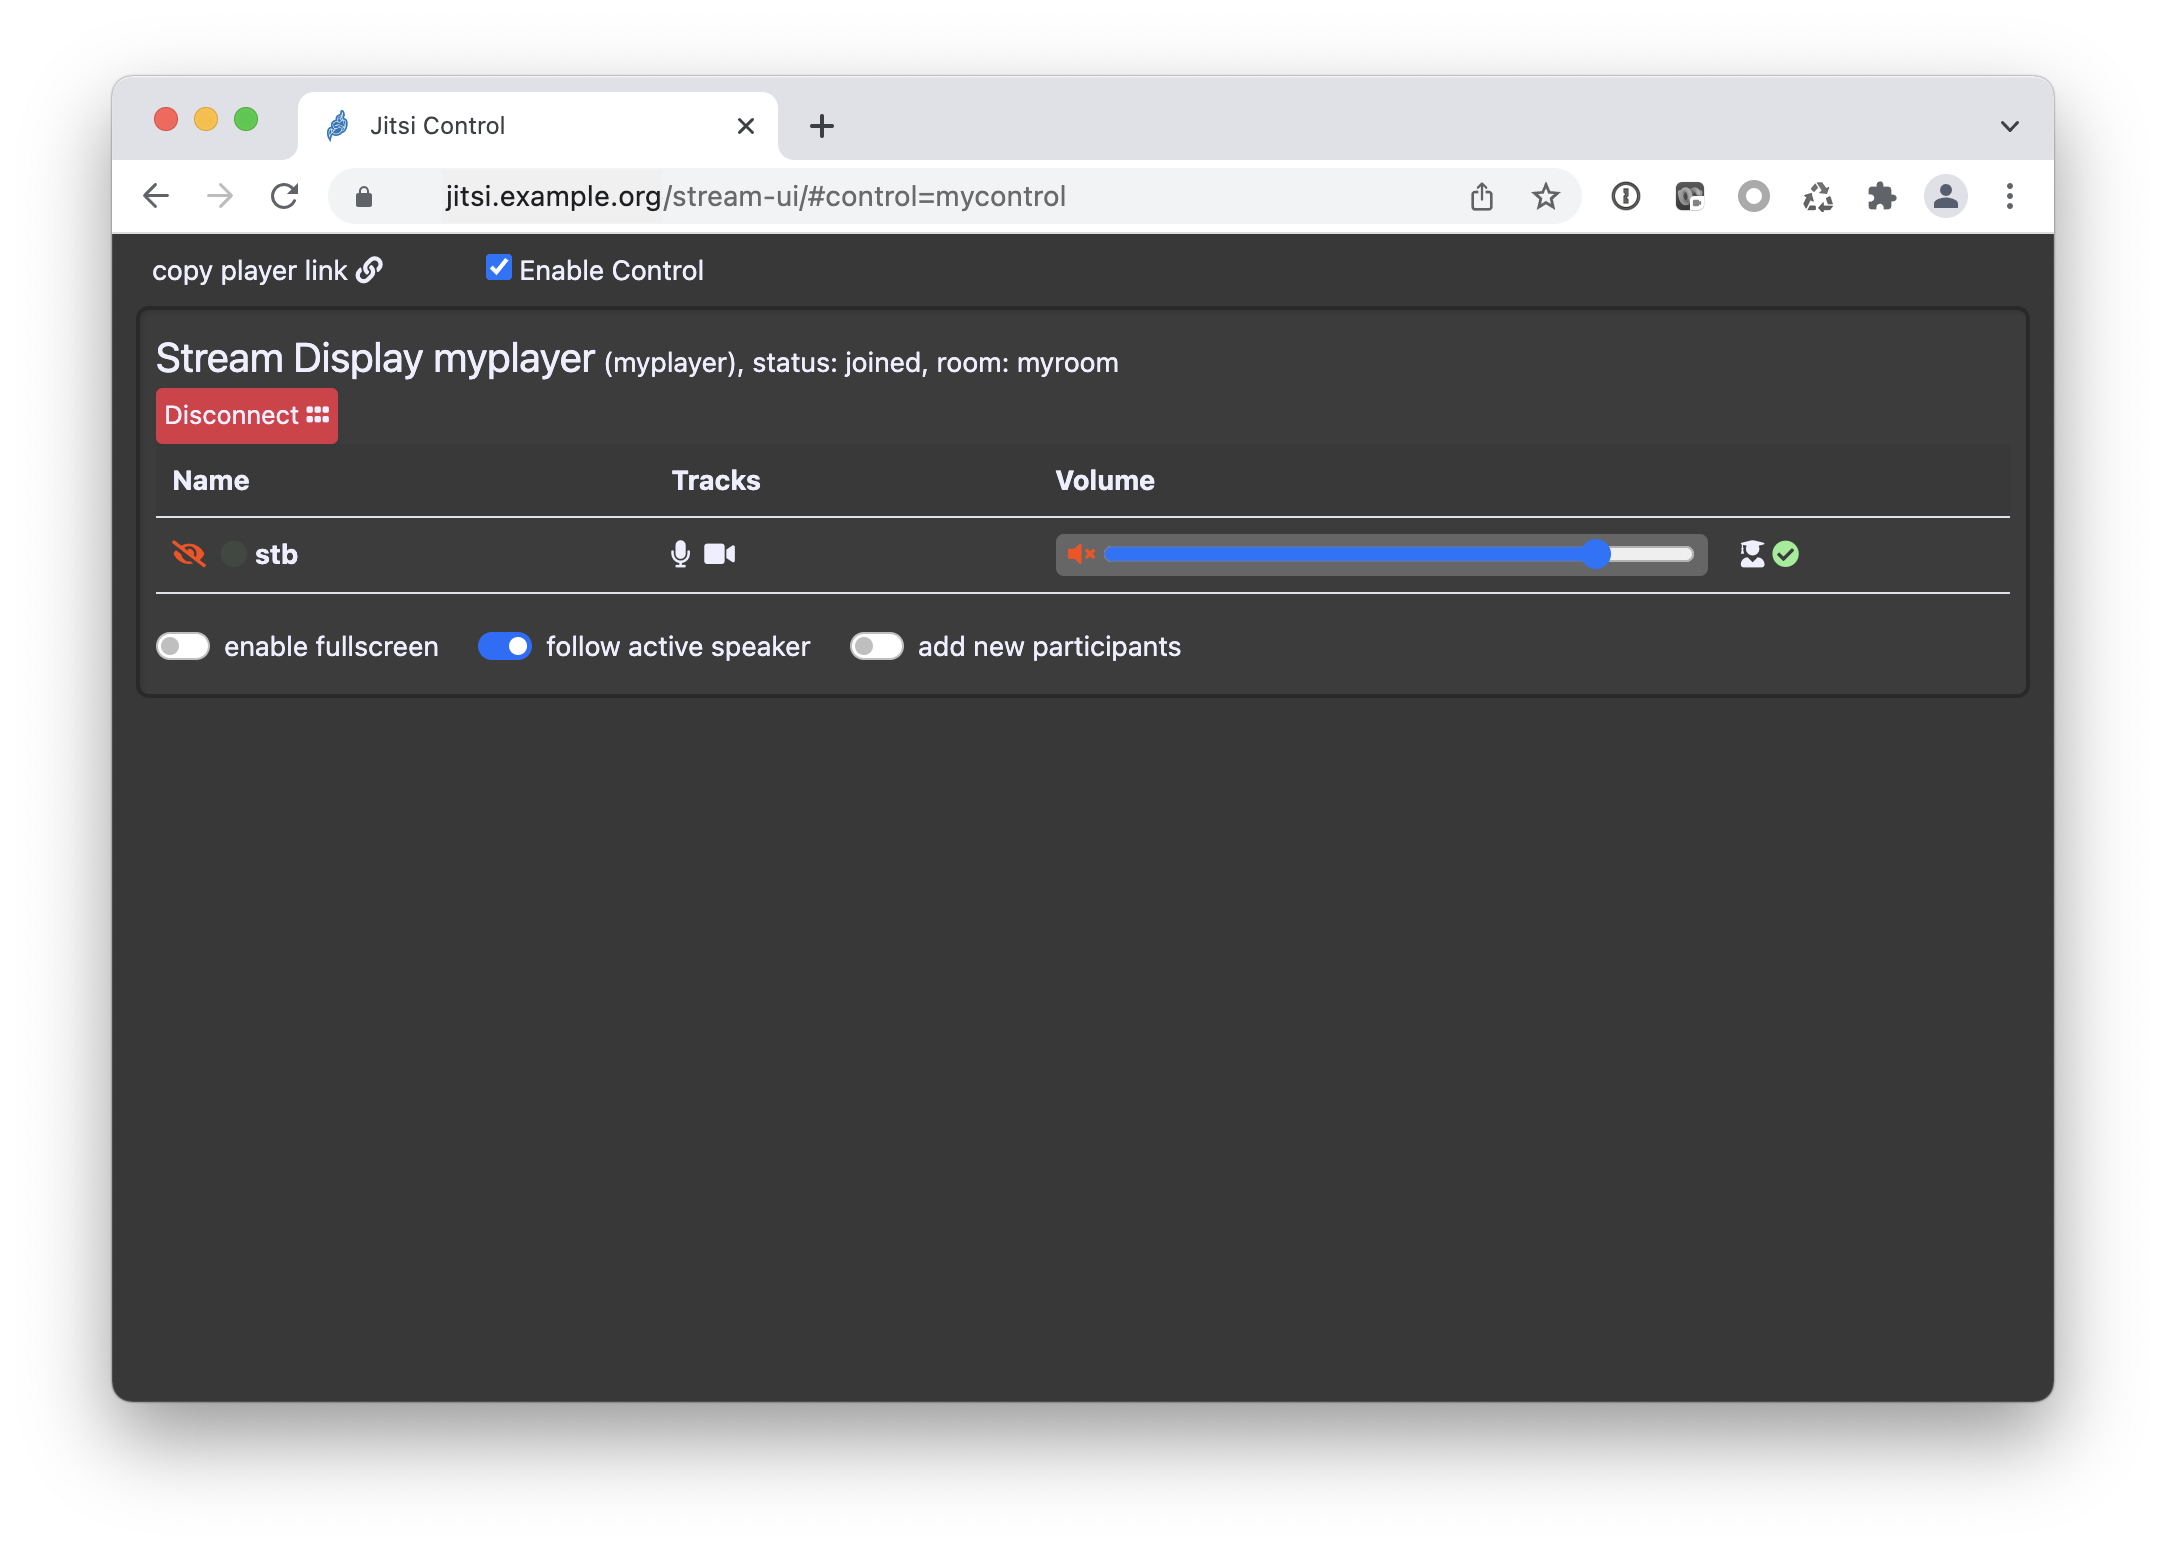 Jitsi Control
jitsi.example.org/stream-ui/#control=mycontrol
copy player link Enable Control
Stream Display myplayer (myplayer), status: joined, room: myroom
Disconnect
Name Tracks Volume
stb
enable fullscreen follow active speaker add new participants